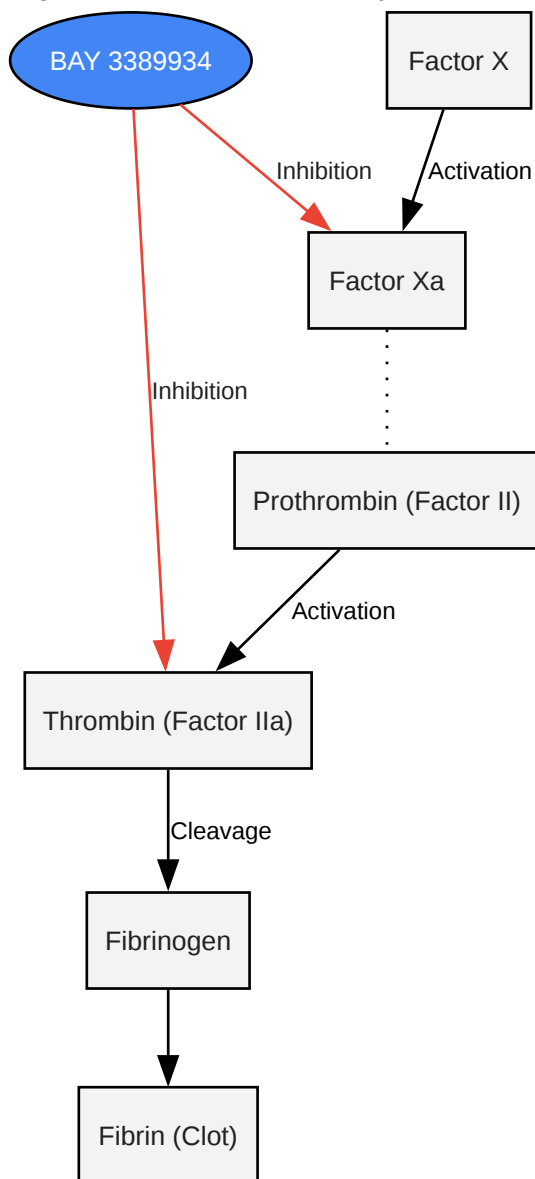 BAY 3389934
Factor X
Inhibition
Activation
Factor Xa
Inhibition
Prothrombin (Factor II)
Activation
Thrombin (Factor IIa)
Cleavage
Fibrinogen
Fibrin (Clot)